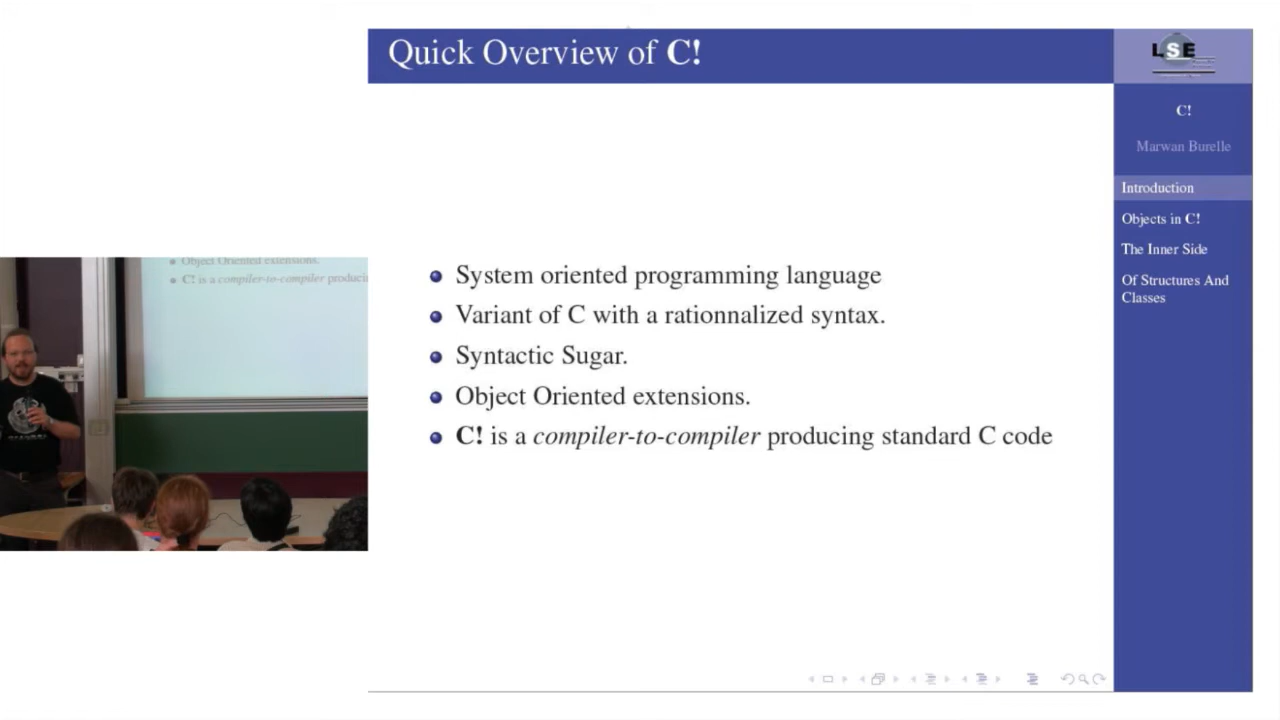 Quick Overview of C!
LSE
C!
Marwan Burelle
Introduction
Objects in C!
The Inner Side
Of Structures And
Classes
System oriented programming language
Variant of C with a rationnalized syntax.
Syntactic Sugar.
Object Oriented extensions.
C! is a compiler-to-compiler producing standard C code
Object Oriented extensions.
C! is a compiler-to-compiler